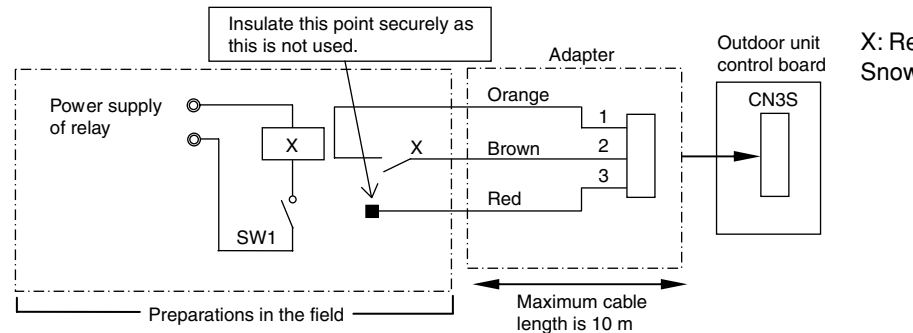 Insulate this point securely as
this is not used.
Adapter
Outdoor unit
control board
X: Re
Snow
Power supply
of relay
Orange
1
CN3S
X
X
Brown
2
3
Red
SW1
Preparations in the field
Maximum cable
length is 10 m